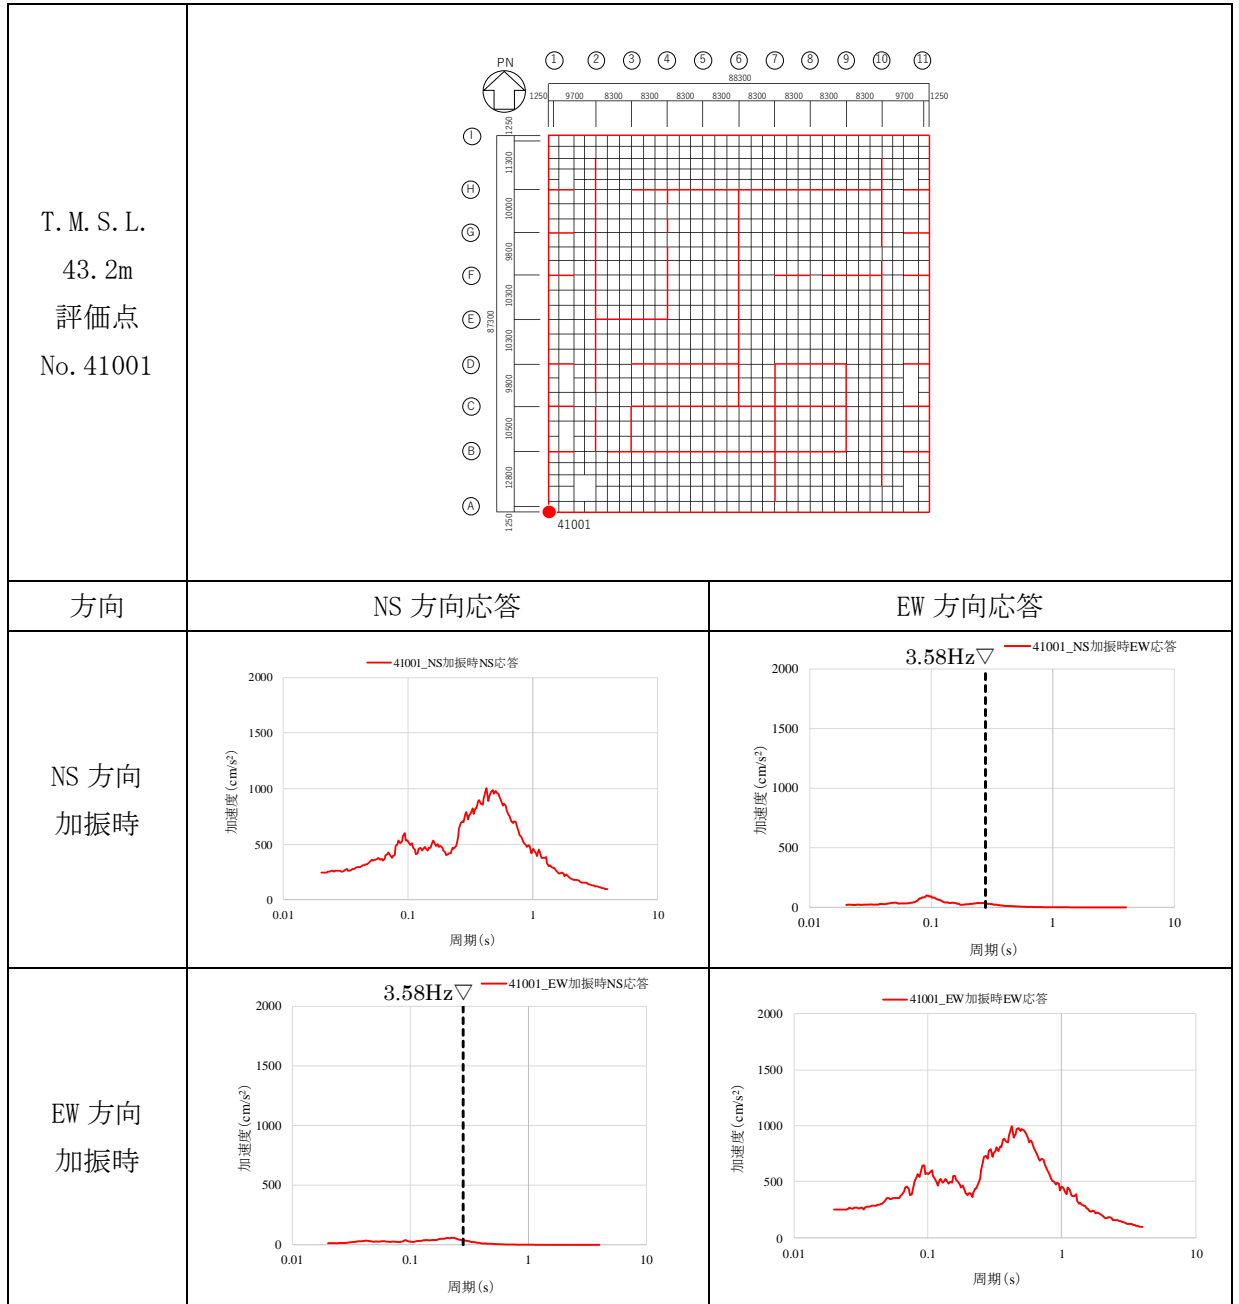 T.M.S.L.
43.2m
評価点
No.41001
PN
1 2 3 4 5 6 7 8 9 10 11
88300
1250 9700 8300 8300 8300 8300 8300 8300 8300 8300 9700 1250
I
H
G
F
E
D
C
B
A
1250
11300
10000
9800
10300
10300
9800
10500
12800
1250
87300
41001
方向
NS 方向応答
EW 方向応答
NS 方向
加振時
41001_NS加振時NS応答
2000
1500
1000
500
0
加速度(cm/s²)
0.01 0.1 1 10
周期(s)
3.58Hz▽
41001_NS加振時EW応答
2000
1500
1000
500
0
加速度(cm/s²)
0.01 0.1 1 10
周期(s)
EW 方向
加振時
3.58Hz▽
41001_EW加振時NS応答
2000
1500
1000
500
0
加速度(cm/s²)
0.01 0.1 1 10
周期(s)
41001_EW加振時EW応答
2000
1500
1000
500
0
加速度(cm/s²)
0.01 0.1 1 10
周期(s)